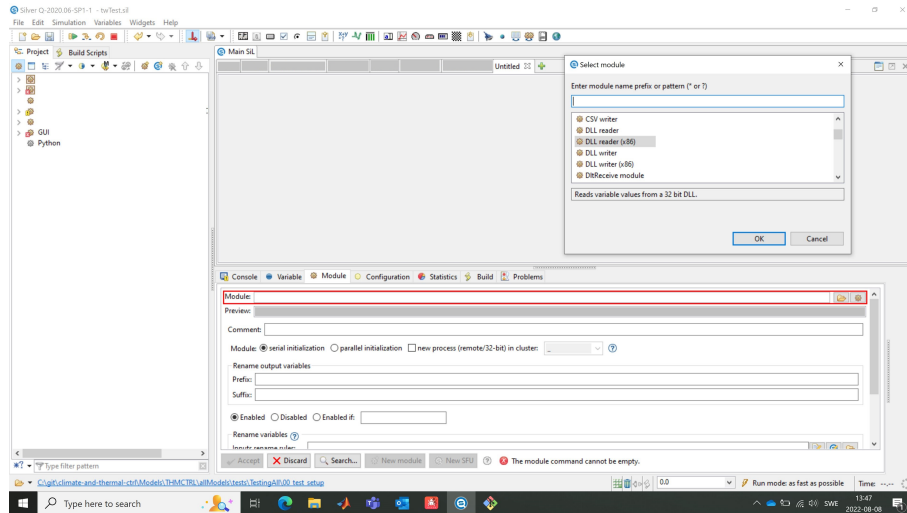 Silver Q-2020.06-SP1-1 - twTest.sil
File Edit Simulation Variables Widgets Help
Project
Build Scripts
GUI
Python
Type filter pattern
Main SiL
Untitled
Select module
Enter module name prefix or pattern (* or ?)
CSV writer
DLL reader
DLL reader (x86)
DLL writer
DLL writer (x86)
DltReceive module
Reads variable values from a 32 bit DLL.
OK Cancel
Console Variable Module Configuration Statistics Build Problems
Module:
Preview:
Comment:
Module: serial initialization parallel initialization new process (remote/32-bit) in cluster: _
Rename output variables
Prefix:
Suffix:
Enabled Disabled Enabled if:
Rename variables
Inputs rename rules:
Accept Discard Search... New module New SFU The module command cannot be empty.
C:\git\climate-and-thermal-ctrl\Models\THMCTRL\allModels\tests\TestingAll\00_test_setup
0.0 Run mode: as fast as possible Time: --.--
Type here to search
SWE
13:47
2022-08-08